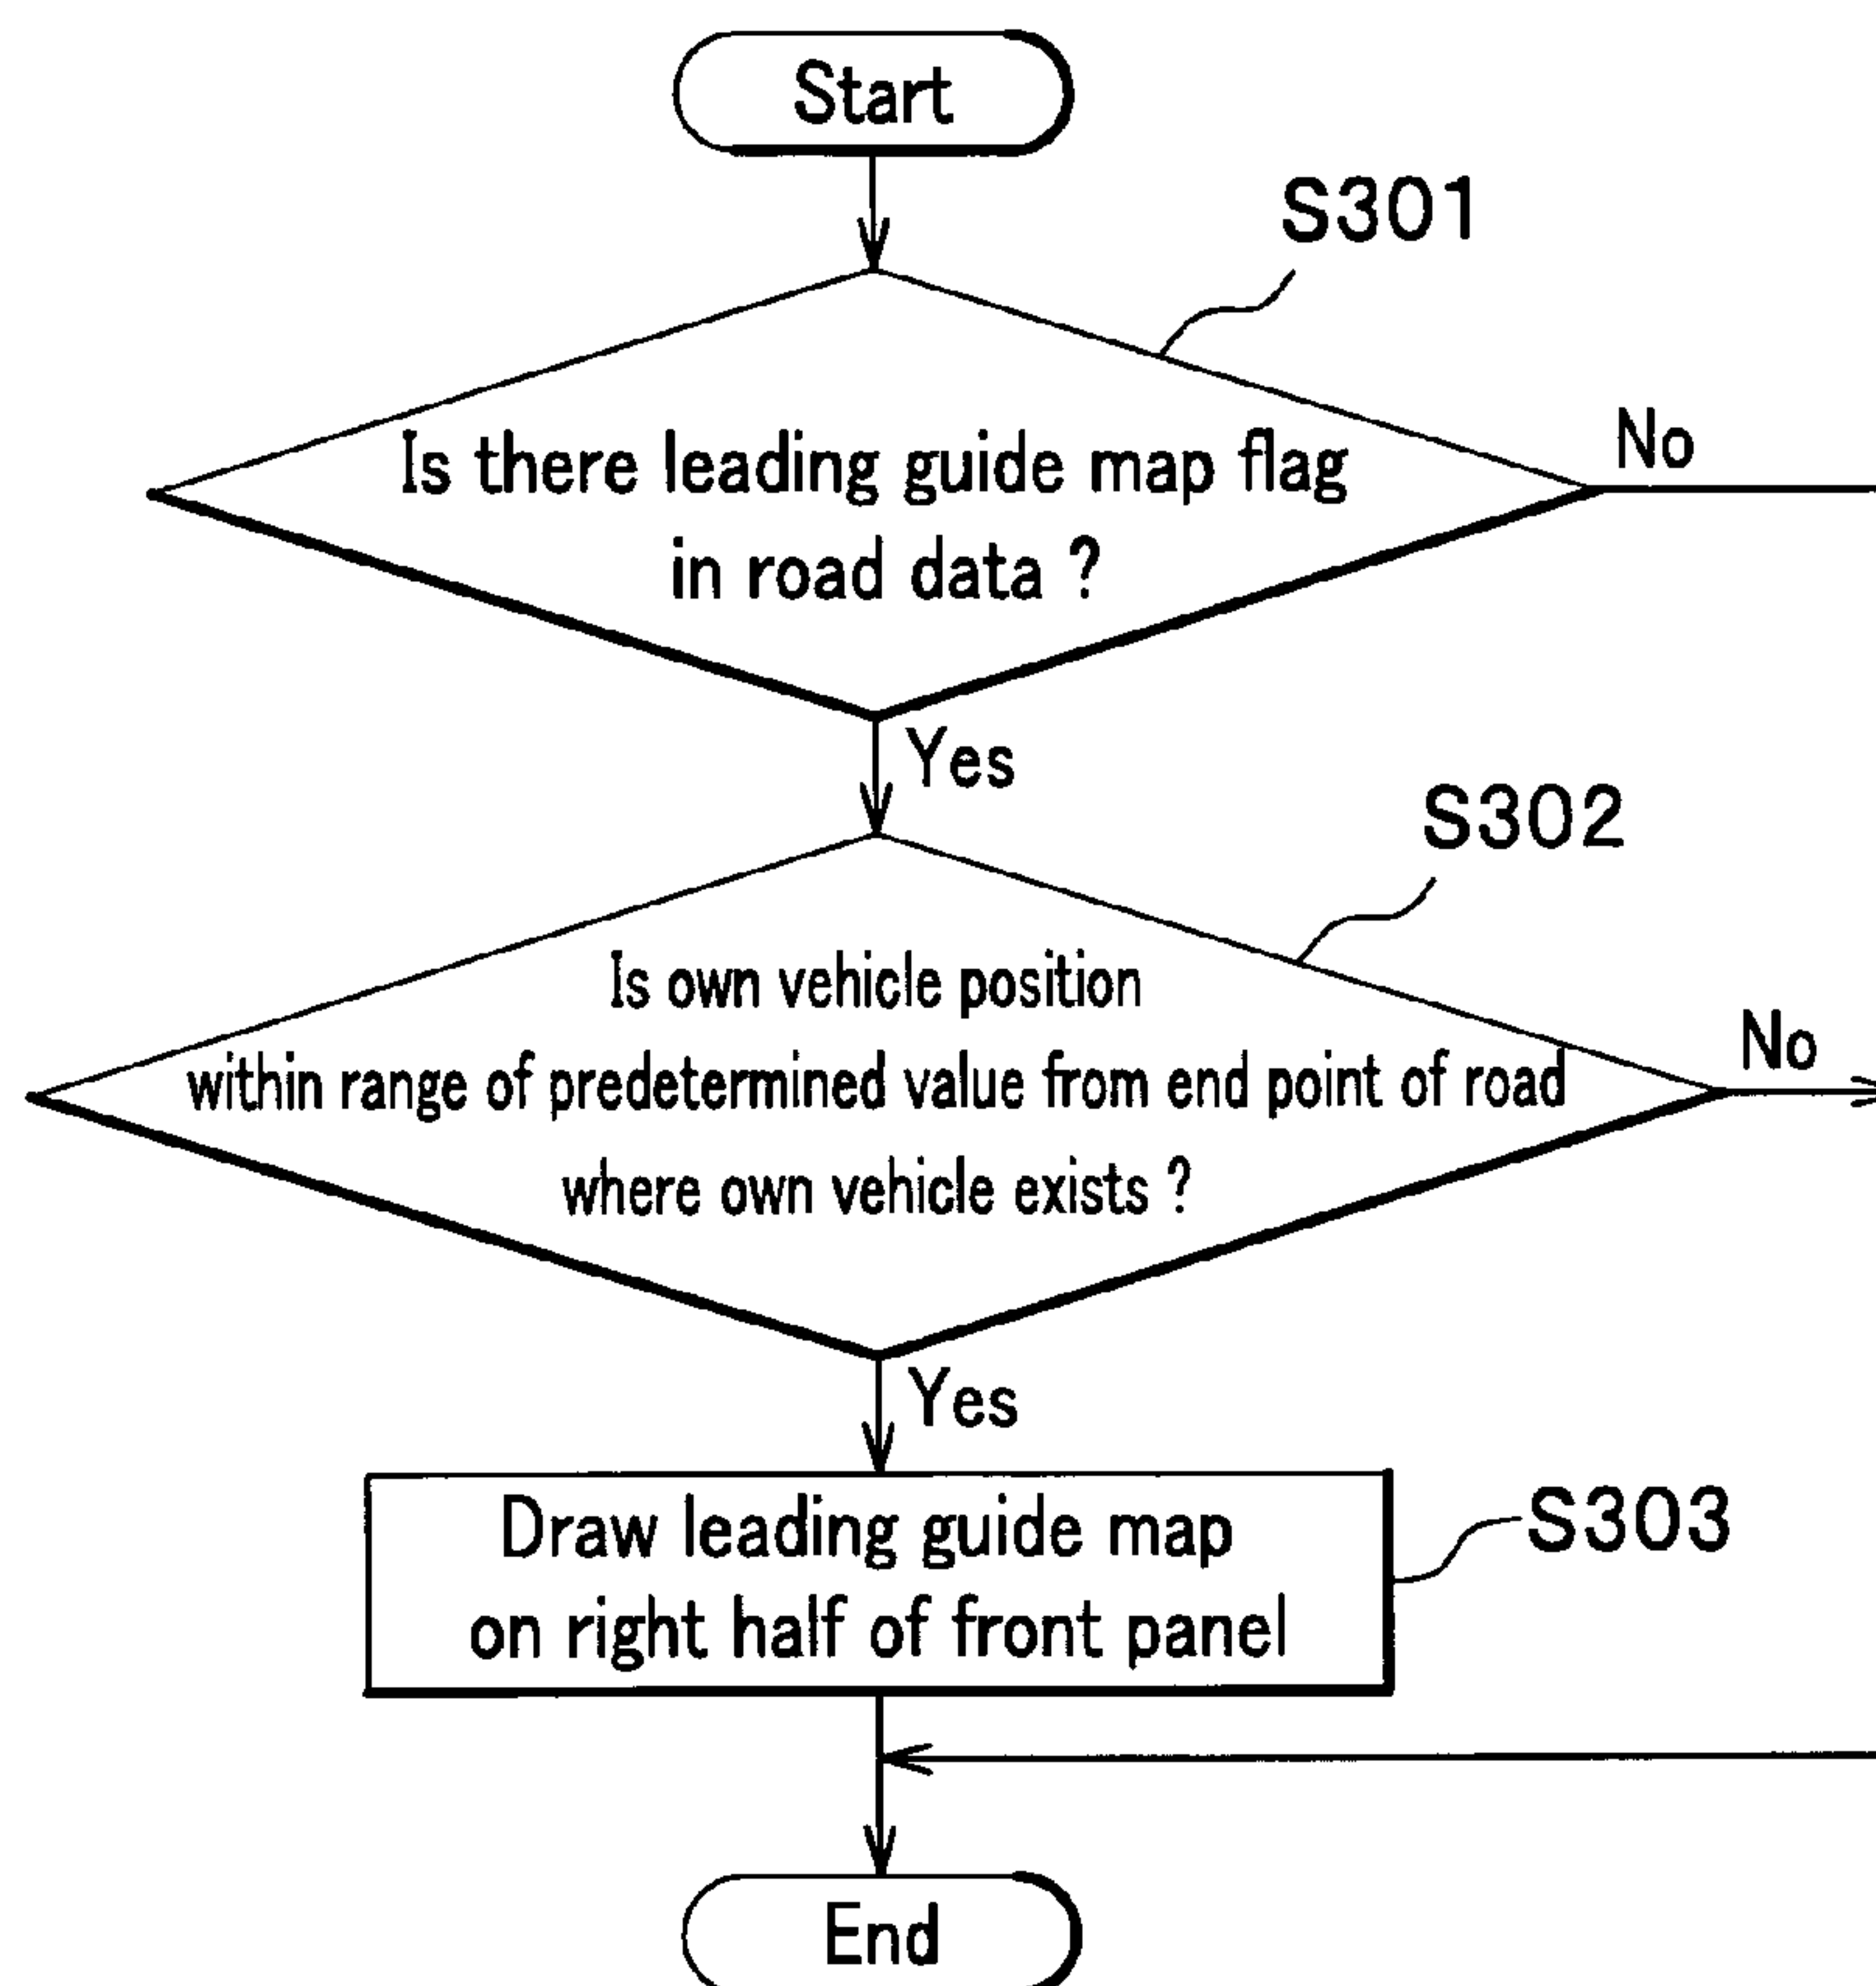 Start
S301
Is there leading guide map flag
in road data ?
No
Yes
S302
Is own vehicle position
within range of predetermined value from end point of road
where own vehicle exists ?
No
Yes
Draw leading guide map
on right half of front panel
S303
End